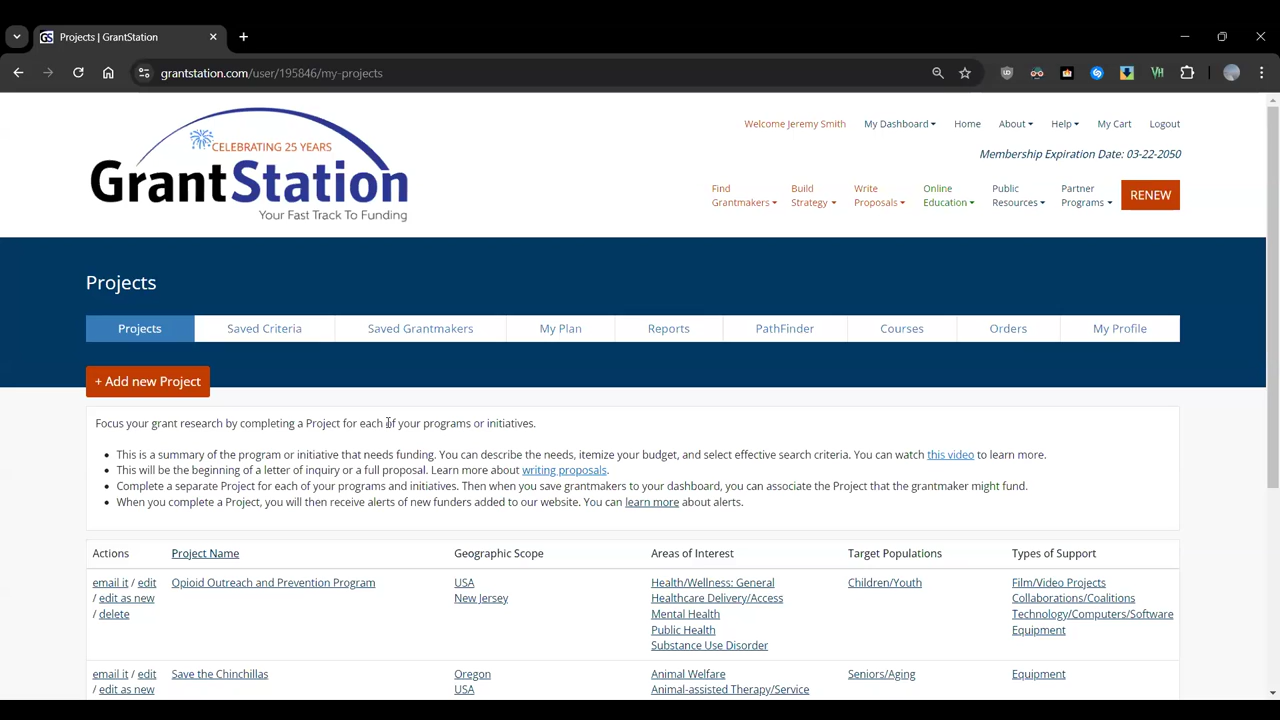 GS Projects | GrantStation
grantstation.com/user/195846/my-projects
CELEBRATING 25 YEARS
GrantStation
Your Fast Track To Funding
Welcome Jeremy Smith My Dashboard Home About Help My Cart Logout
Membership Expiration Date: 03-22-2050
Find Grantmakers Build Strategy Write Proposals Online Education Public Resources Partner Programs RENEW
Projects
Projects Saved Criteria Saved Grantmakers My Plan Reports PathFinder Courses Orders My Profile
+ Add new Project
Focus your grant research by completing a Project for each of your programs or initiatives.
• This is a summary of the program or initiative that needs funding. You can describe the needs, itemize your budget, and select effective search criteria. You can watch this video to learn more.
• This will be the beginning of a letter of inquiry or a full proposal. Learn more about writing proposals.
• Complete a separate Project for each of your programs and initiatives. Then when you save grantmakers to your dashboard, you can associate the Project that the grantmaker might fund.
• When you complete a Project, you will then receive alerts of new funders added to our website. You can learn more about alerts.
Actions Project Name Geographic Scope Areas of Interest Target Populations Types of Support
email it / edit Opioid Outreach and Prevention Program USA Health/Wellness: General Children/Youth Film/Video Projects
/ edit as new New Jersey Healthcare Delivery/Access Collaborations/Coalitions
/ delete Mental Health Technology/Computers/Software
Public Health Equipment
Substance Use Disorder
email it / edit Save the Chinchillas Oregon Animal Welfare Seniors/Aging Equipment
/ edit as new USA Animal-assisted Therapy/Service